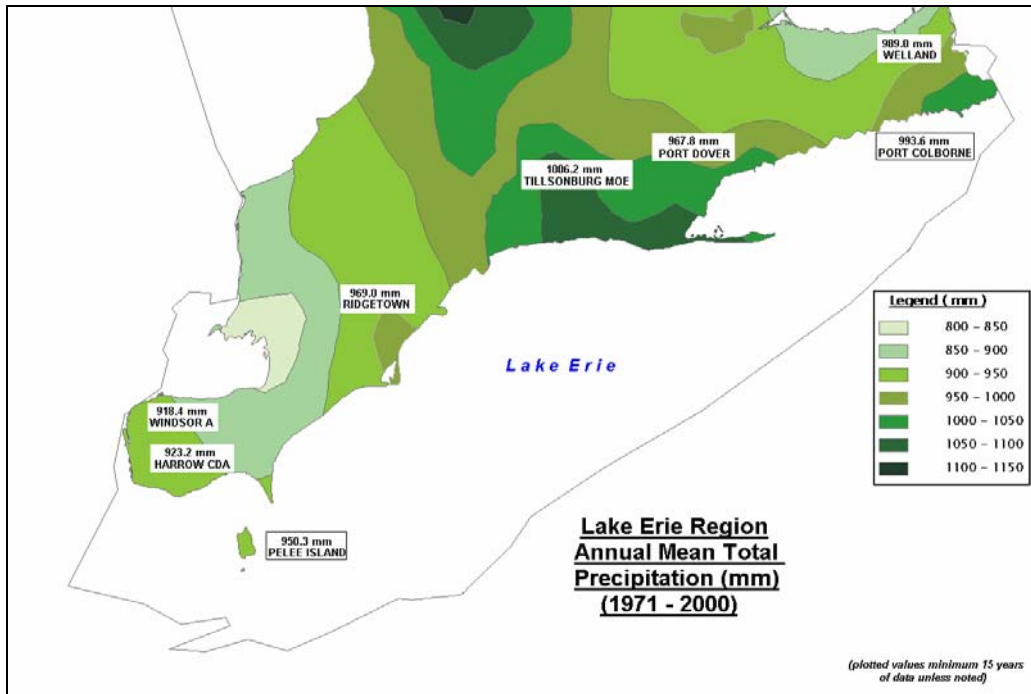 989.0 mm
WELLAND
967.8 mm
PORT DOVER
993.6 mm
PORT COLBORNE
1006.2 mm
TILLSONBURG MOE
969.0 mm
RIDGETOWN
Lake Erie
918.4 mm
WINDSOR A
923.2 mm
HARROW CDA
950.3 mm
PELEE ISLAND
Legend (mm)
800 - 850
850 - 900
900 - 950
950 - 1000
1000 - 1050
1050 - 1100
1100 - 1150
Lake Erie Region
Annual Mean Total
Precipitation (mm)
(1971 - 2000)
(plotted values minimum 15 years
of data unless noted)